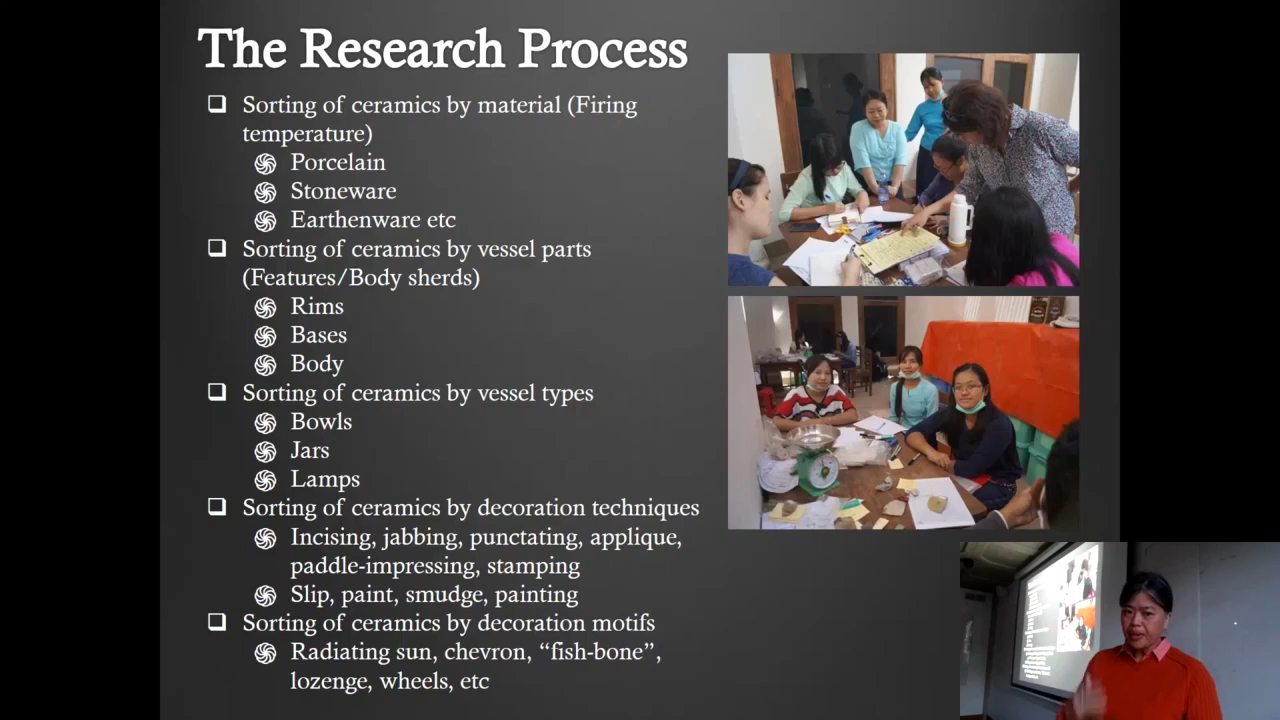 The Research Process
Sorting of ceramics by material (Firing
temperature)
Porcelain
Stoneware
Earthenware etc
Sorting of ceramics by vessel parts
(Features/Body sherds)
Rims
Bases
Body
Sorting of ceramics by vessel types
Bowls
Jars
Lamps
Sorting of ceramics by decoration techniques
Incising, jabbing, punctating, applique,
paddle-impressing, stamping
Slip, paint, smudge, painting
Sorting of ceramics by decoration motifs
Radiating sun, chevron, “fish-bone”,
lozenge, wheels, etc